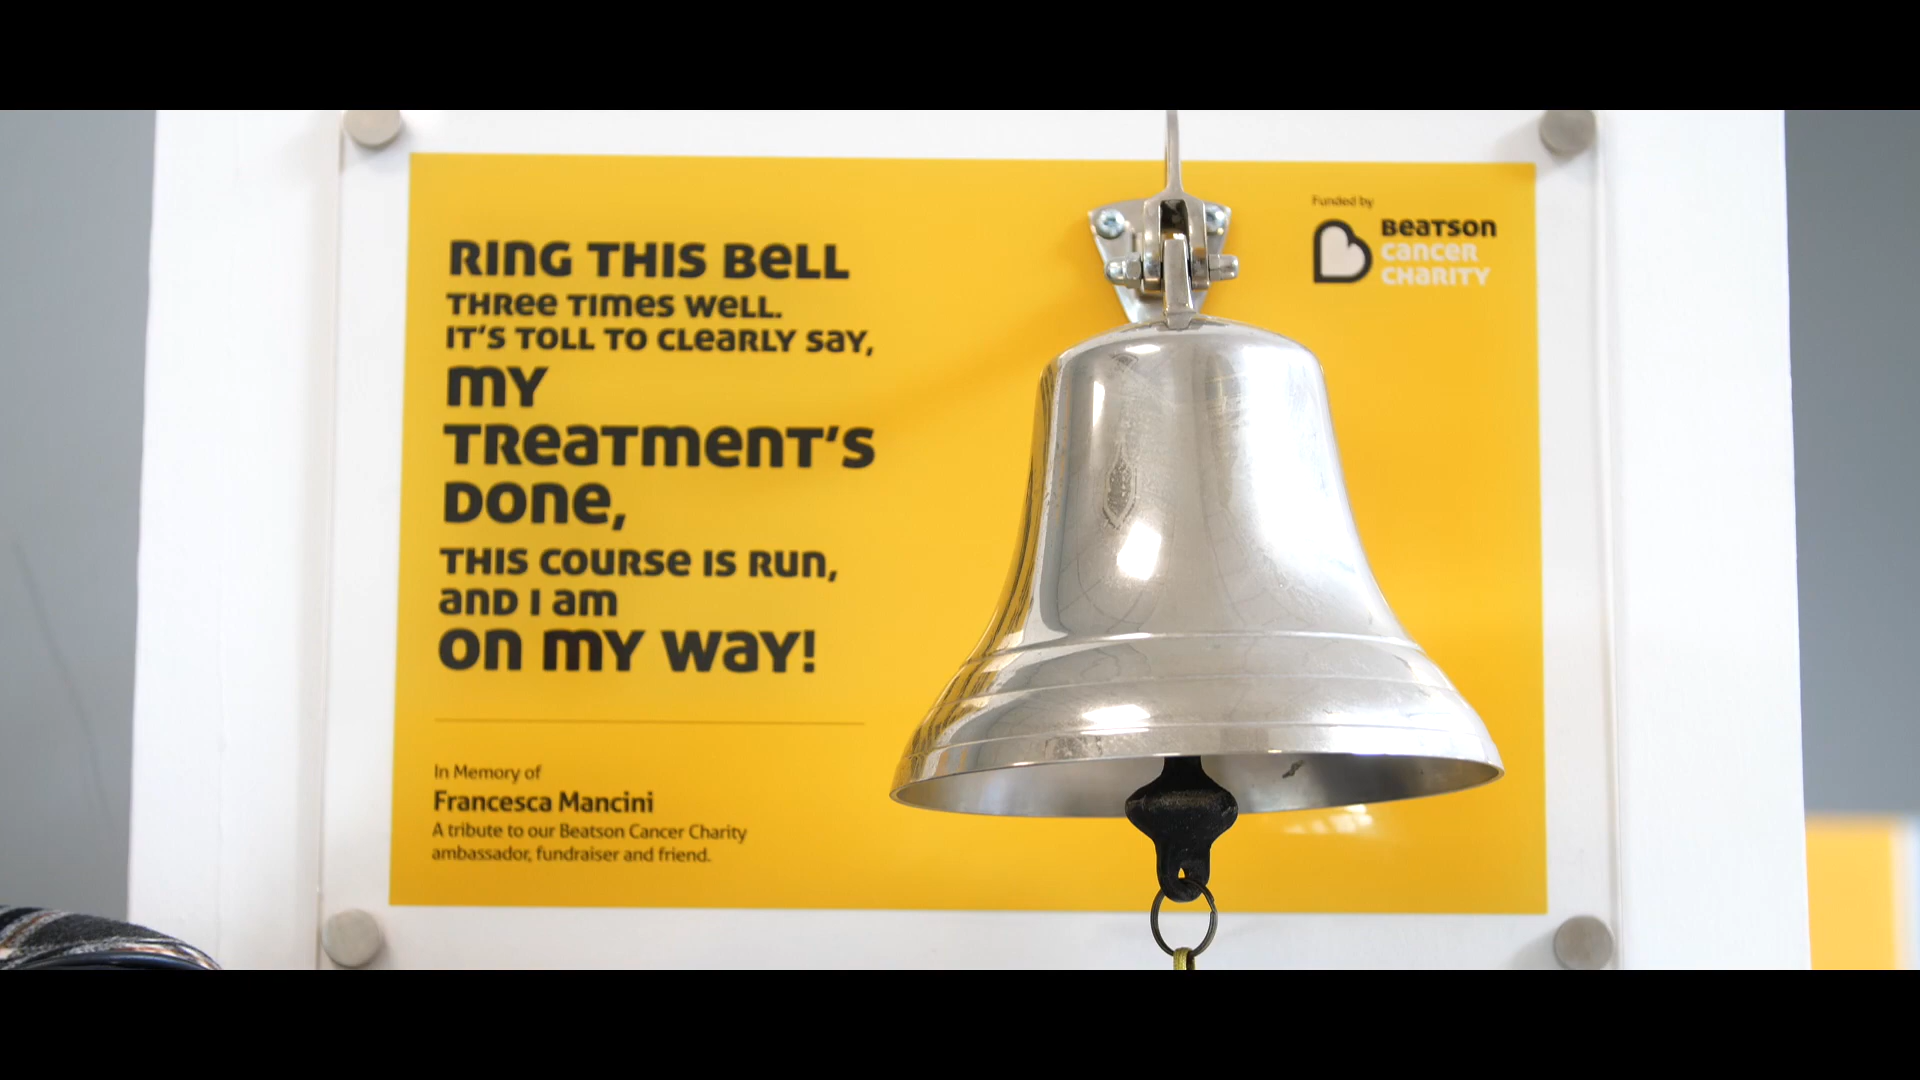 RING THIS BELL
THREE TIMES WELL.
IT'S TOLL TO CLEARLY SAY,
MY
TREATMENT'S
DONE,
THIS COURSE IS RUN,
AND I AM
ON MY WAY!
In Memory of
Francesca Mancini
A tribute to our Beatson Cancer Charity
ambassador, fundraiser and friend.
Funded by
BEATSON
CANCER
CHARITY